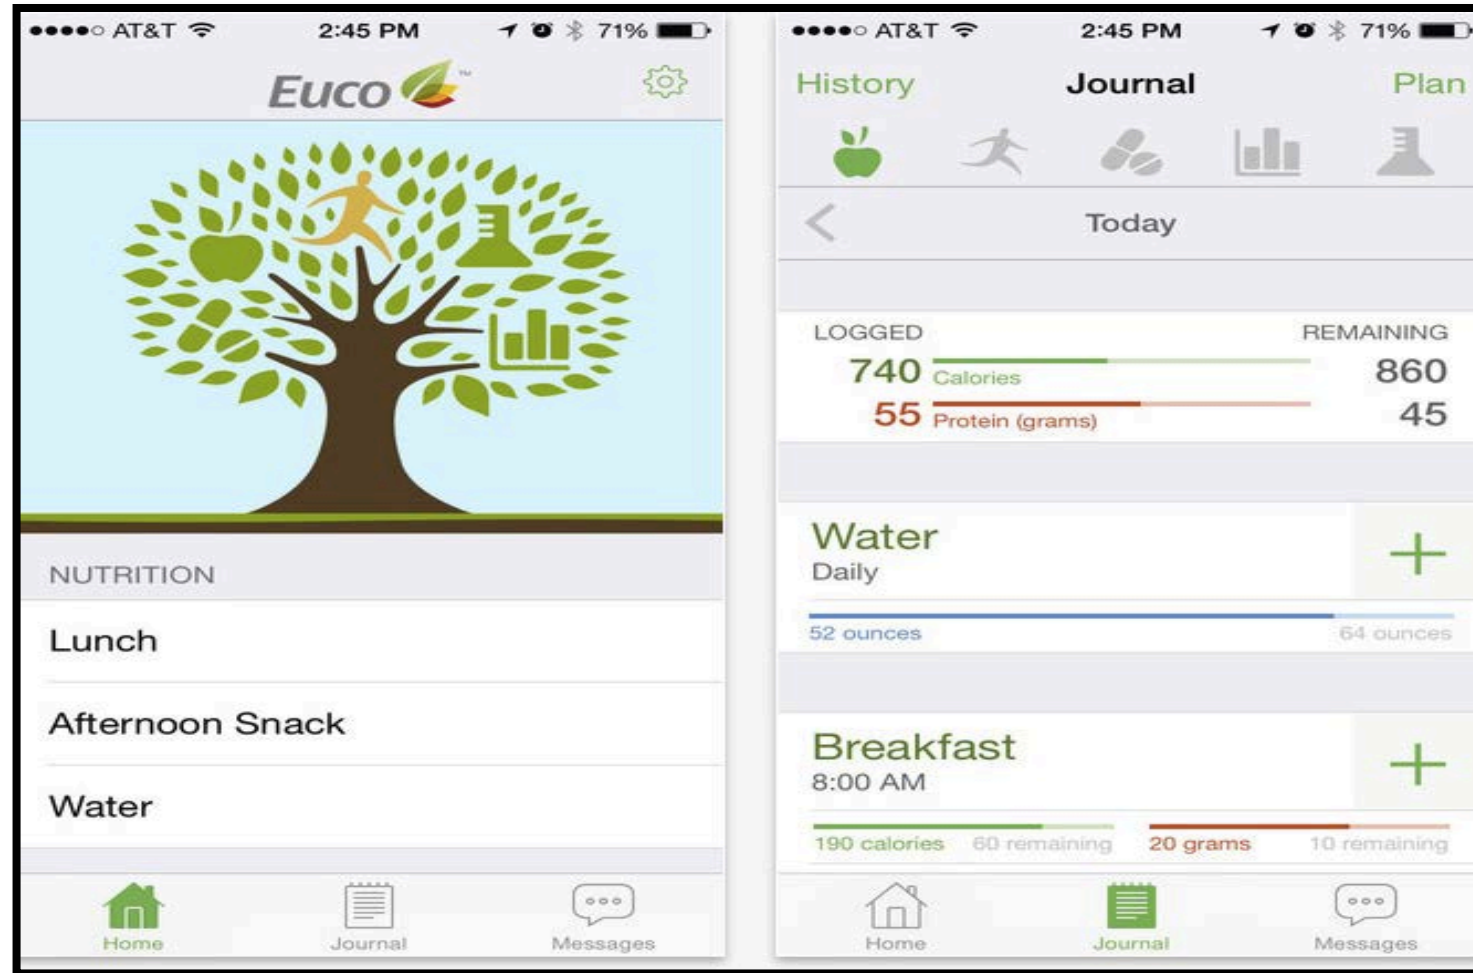 AT&T 2:45 PM 71%
Euco™
NUTRITION
Lunch
Afternoon Snack
Water
Home Journal Messages
AT&T 2:45 PM 71%
History Journal Plan
Today
LOGGED REMAINING
740 Calories 860
55 Protein (grams) 45
Water
Daily
52 ounces 64 ounces
Breakfast
8:00 AM
190 calories 60 remaining 20 grams 10 remaining
Home Journal Messages